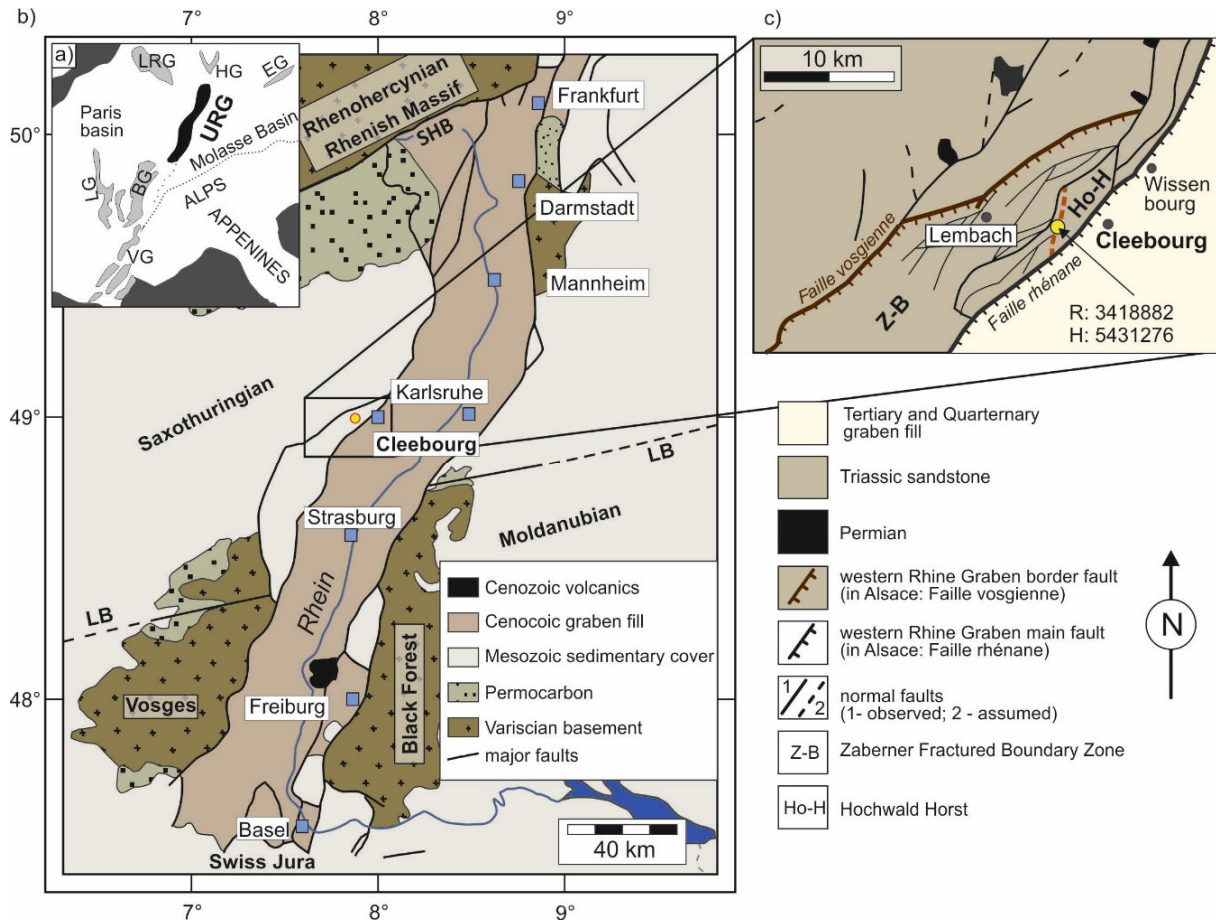 b)
7°
8°
9°
c)
a)
LRG
HG
EG
Paris
basin
URG
Molasse Basin
LG
BG
ALPS
APPENINES
VG
50°
49°
48°
Rhenohercynian
Rhenish Massif
SHB
Frankfurt
Darmstadt
Mannheim
Saxothuringian
Karlsruhe
Cleebourg
LB
Strasburg
Moldanubian
LB
Rhein
Vosges
Freiburg
Black Forest
Basel
Swiss Jura
Cenozoic volcanics
Cenocoic graben fill
Mesozoic sedimentary cover
Permocarbon
Variscian basement
major faults
40 km
7°
8°
9°
10 km
Wissen
bourg
Ho-H
Lembach
Cleebourg
Faille vosgienne
Z-B
Faille rhénane
R: 3418882
H: 5431276
Tertiary and Quarternary
graben fill
Triassic sandstone
Permian
western Rhine Graben border fault
(in Alsace: Faille vosgienne)
western Rhine Graben main fault
(in Alsace: Faille rhénane)
1
2
normal faults
(1- observed; 2 - assumed)
Z-B
Zaberner Fractured Boundary Zone
Ho-H
Hochwald Horst
N